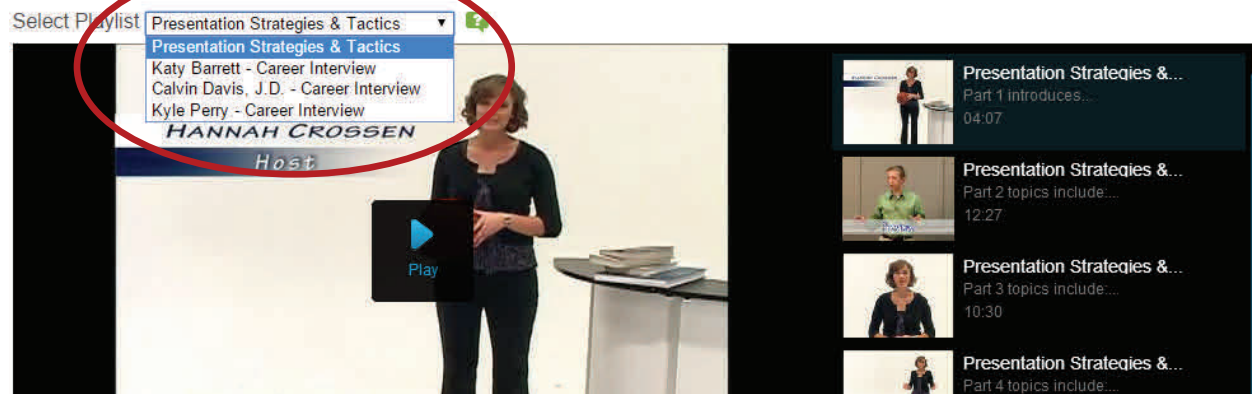 Select Playlist Presentation Strategies & Tactics
Presentation Strategies & Tactics
Katy Barrett - Career Interview
Calvin Davis, J.D. - Career Interview
Kyle Perry - Career Interview
HANNAH CROSSEN
Host
Play
Presentation Strategies &...
Part 1 introduces...
04:07
Presentation Strategies &...
Part 2 topics include:...
12:27
Presentation Strategies &...
Part 3 topics include:...
10:30
Presentation Strategies &...
Part 4 topics include:...